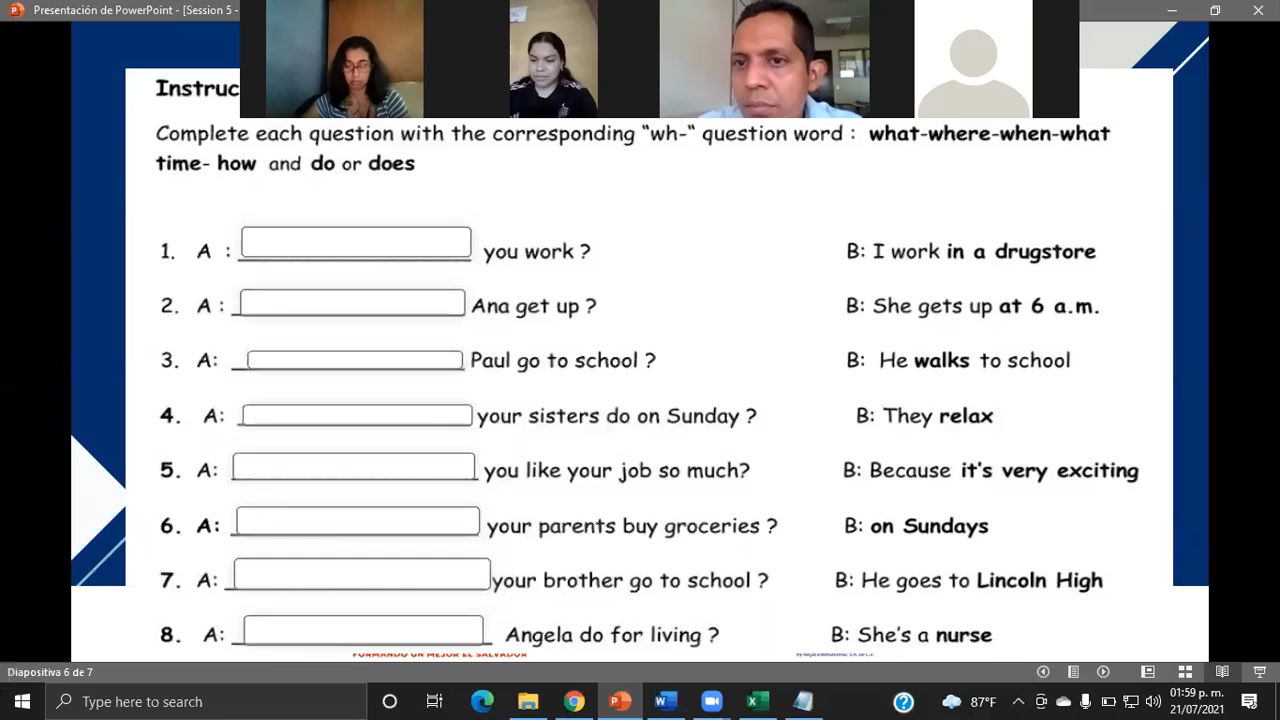 Presentación de PowerPoint - [Session 5 -
Instruc
Complete each question with the corresponding “wh-“ question word : what-where-when-what
time- how and do or does
1. A : you work ? B: I work in a drugstore
2. A : Ana get up ? B: She gets up at 6 a.m.
3. A: Paul go to school ? B: He walks to school
4. A: your sisters do on Sunday ? B: They relax
5. A: you like your job so much? B: Because it's very exciting
6. A: your parents buy groceries ? B: on Sundays
7. A: your brother go to school ? B: He goes to Lincoln High
8. A: Angela do for living ? B: She's a nurse
FORMANDO UN MEJOR EL SALVADOR
Diapositiva 6 de 7
Type here to search
87°F
01:59 p. m.
21/07/2021